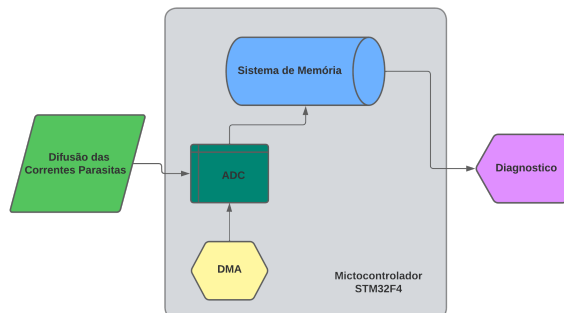 Sistema de Memória
Difusão das
Correntes Parasitas
ADC
Diagnostico
DMA
Mictocontrolador
STM32F4